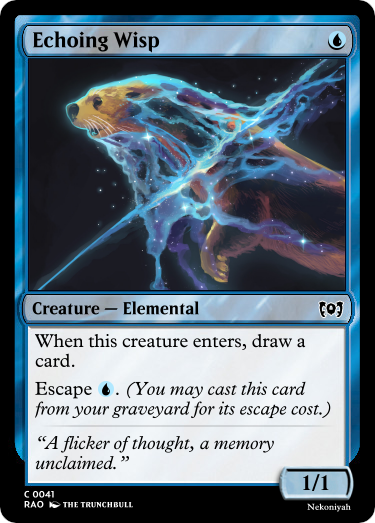 Echoing Wisp
Creature — Elemental
When this creature enters, draw a
card.
Escape . (You may cast this card
from your graveyard for its escape cost.)
“A flicker of thought, a memory
unclaimed.”
1/1
C 0041
RAO THE TRUNCHBULL
Nekoniyah